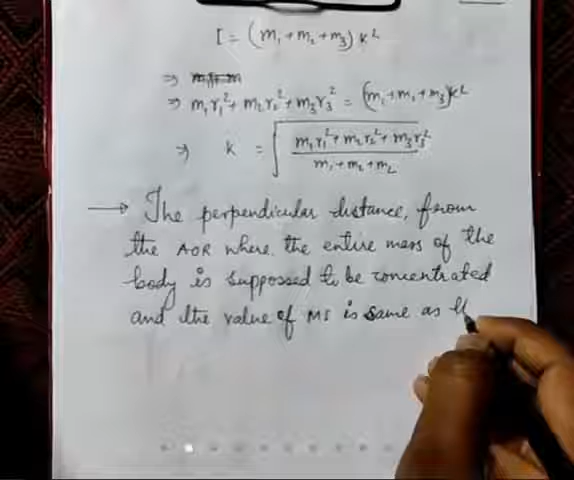 I = (m₁ + m₂ + m₃) k²
⇒
⇒ m₁r₁² + m₂r₂² + m₃r₃² = (m₁ + m₁ + m₃)k²
⇒ k = √((m₁r₁² + m₂r₂² + m₃r₃²) / (m₁ + m₂ + m₂))
→ The perpendicular distance, from
the AOR where the entire mass of the
body is supposed to be concentrated
and the value of MI is same as